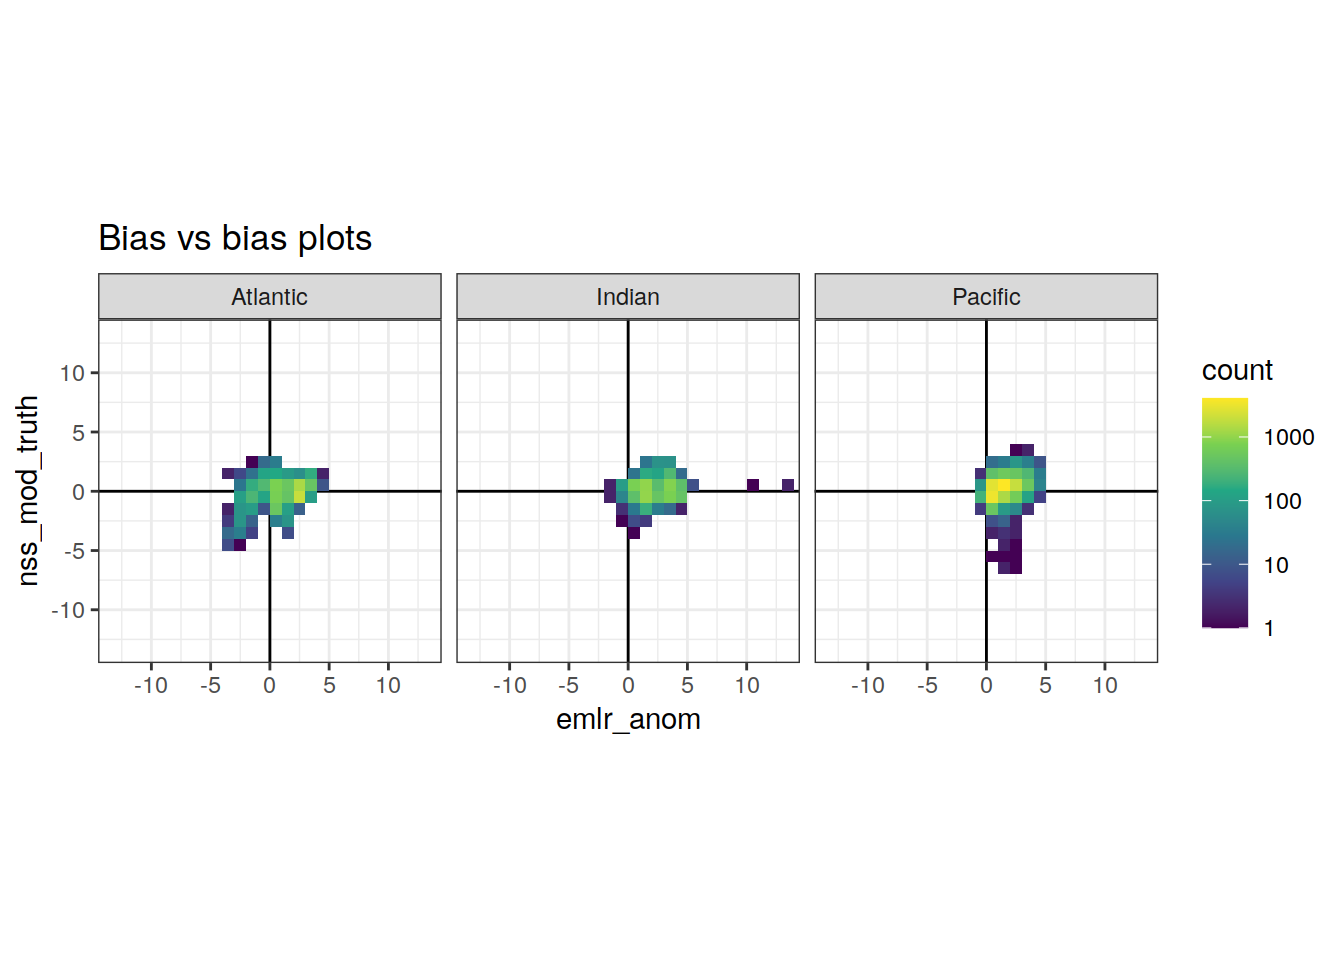 Bias vs bias plots
Atlantic
Indian
Pacific
nss_mod_truth
10
5
0
-5
-10
-10 -5 0 5 10
-10 -5 0 5 10
-10 -5 0 5 10
emlr_anom
count
1000
100
10
1